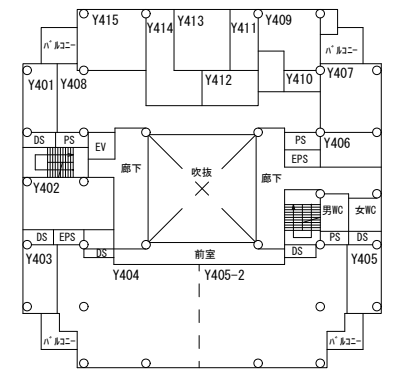 Y415
Y414
Y413
Y411
Y409
ﾊﾞﾙｺﾆｰ
ﾊﾞﾙｺﾆｰ
Y401
Y408
Y412
Y410
Y407
DS
PS
EV
PS
Y406
EPS
廊下
吹抜
廊下
Y402
男WC
女WC
DS
EPS
PS
DS
DS
前室
DS
Y403
Y404
Y405-2
Y405
ﾊﾞﾙｺﾆｰ
ﾊﾞﾙｺﾆｰ